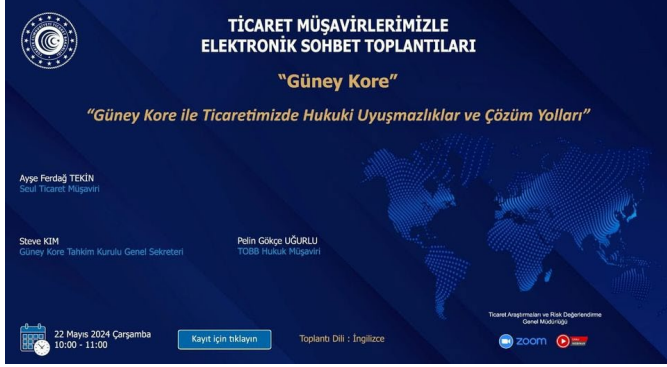 TİCARET MÜŞAVİRLERİMİZLE
ELEKTRONİK SOHBET TOPLANTILARI
“Güney Kore”
“Güney Kore ile Ticaretimizde Hukuki Uyuşmazlıklar ve Çözüm Yolları”
Ayşe Ferdağ TEKİN
Seul Ticaret Müşaviri
Steve KIM
Güney Kore Tahkim Kurulu Genel Sekreteri
Pelin Gökçe UĞURLU
TOBB Hukuk Müşaviri
Ticaret Araştırmaları ve Risk Değerlendirme
Genel Müdürlüğü
22 Mayıs 2024 Çarşamba
10:00 - 11:00
Kayıt için tıklayın
Toplantı Dili : İngilizce
zoom